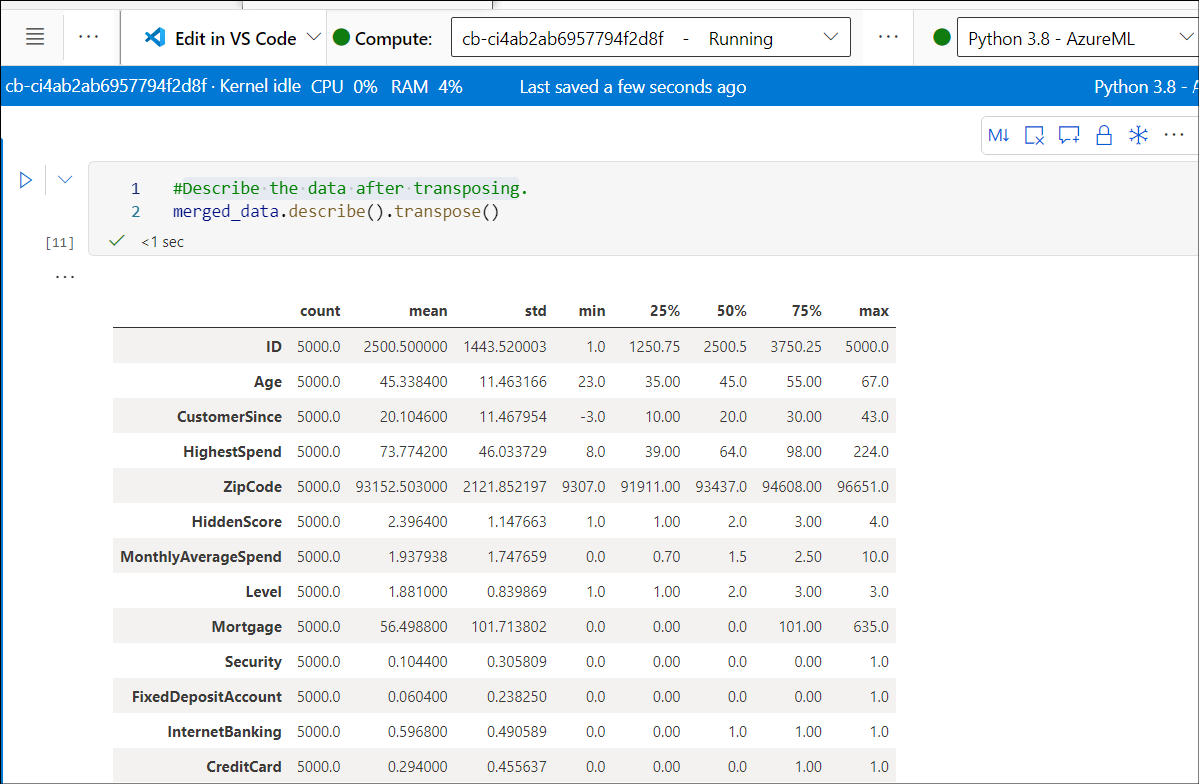 ··· Edit in VS Code Compute: cb-ci4ab2ab6957794f2d8f - Running ··· Python 3.8 - AzureML
cb-ci4ab2ab6957794f2d8f · Kernel idle CPU 0% RAM 4% Last saved a few seconds ago Python 3.8 - A
M↓ ···
1 #Describe the data after transposing.
2 merged_data.describe().transpose()
[11] <1 sec
···
count mean std min 25% 50% 75% max
ID 5000.0 2500.500000 1443.520003 1.0 1250.75 2500.5 3750.25 5000.0
Age 5000.0 45.338400 11.463166 23.0 35.00 45.0 55.00 67.0
CustomerSince 5000.0 20.104600 11.467954 -3.0 10.00 20.0 30.00 43.0
HighestSpend 5000.0 73.774200 46.033729 8.0 39.00 64.0 98.00 224.0
ZipCode 5000.0 93152.503000 2121.852197 9307.0 91911.00 93437.0 94608.00 96651.0
HiddenScore 5000.0 2.396400 1.147663 1.0 1.00 2.0 3.00 4.0
MonthlyAverageSpend 5000.0 1.937938 1.747659 0.0 0.70 1.5 2.50 10.0
Level 5000.0 1.881000 0.839869 1.0 1.00 2.0 3.00 3.0
Mortgage 5000.0 56.498800 101.713802 0.0 0.00 0.0 101.00 635.0
Security 5000.0 0.104400 0.305809 0.0 0.00 0.0 0.00 1.0
FixedDepositAccount 5000.0 0.060400 0.238250 0.0 0.00 0.0 0.00 1.0
InternetBanking 5000.0 0.596800 0.490589 0.0 0.00 1.0 1.00 1.0
CreditCard 5000.0 0.294000 0.455637 0.0 0.00 0.0 1.00 1.0